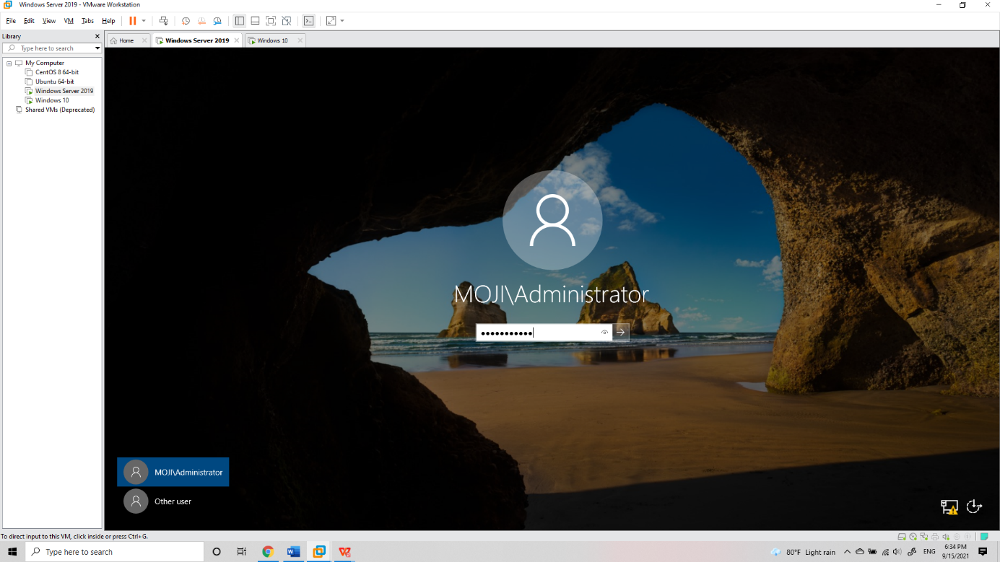 Windows Server 2019 - VMware Workstation
File Edit View VM Tabs Help
Library
Type here to search
My Computer
CentOS 8 64-bit
Ubuntu 64-bit
Windows Server 2019
Windows 10
Shared VMs (Deprecated)
Home Windows Server 2019 Windows 10
MOJI\Administrator
MOJI\Administrator
Other user
To direct input to this VM, click inside or press Ctrl+G.
Type here to search
80°F Light rain
ENG
6:34 PM
9/15/2021